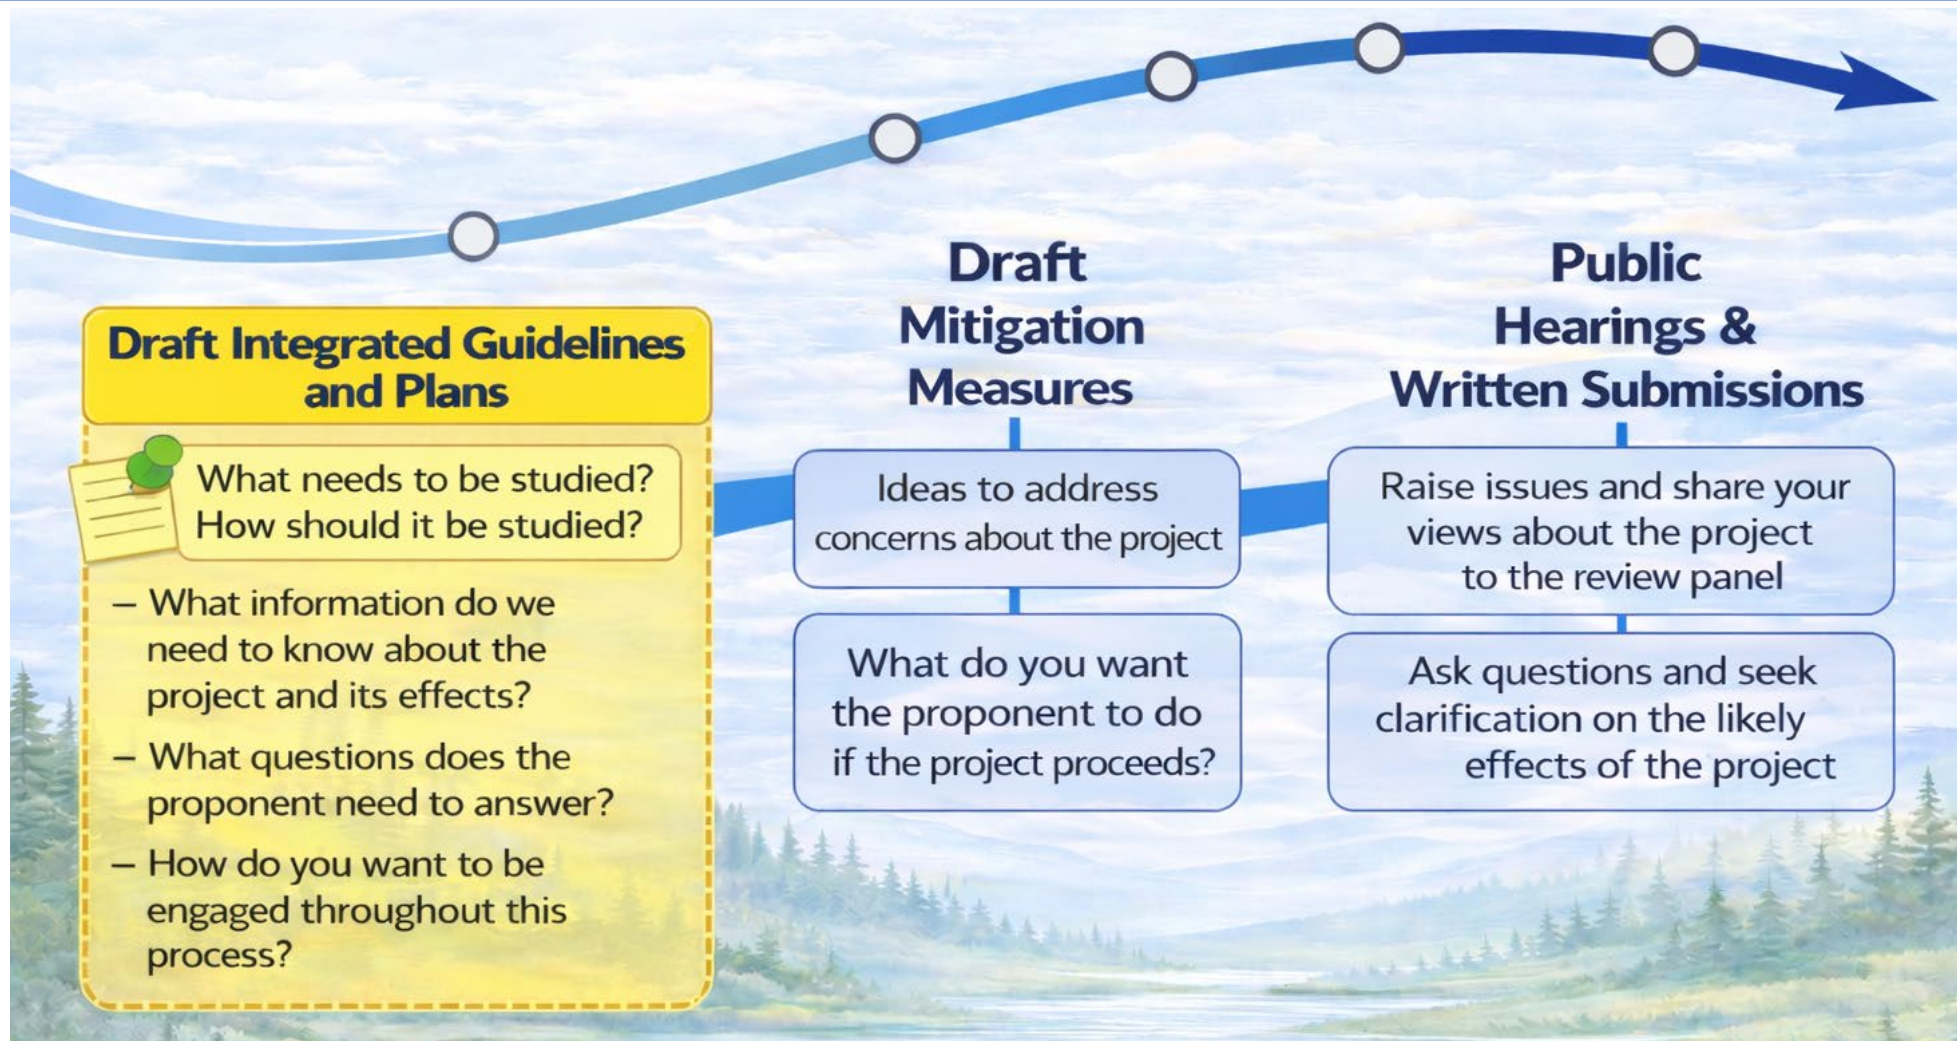 Draft Integrated Guidelines
and Plans
What needs to be studied?
How should it be studied?
– What information do we
need to know about the
project and its effects?
– What questions does the
proponent need to answer?
– How do you want to be
engaged throughout this
process?
Draft
Mitigation
Measures
Ideas to address
concerns about the project
What do you want
the proponent to do
if the project proceeds?
Public
Hearings &
Written Submissions
Raise issues and share your
views about the project
to the review panel
Ask questions and seek
clarification on the likely
effects of the project